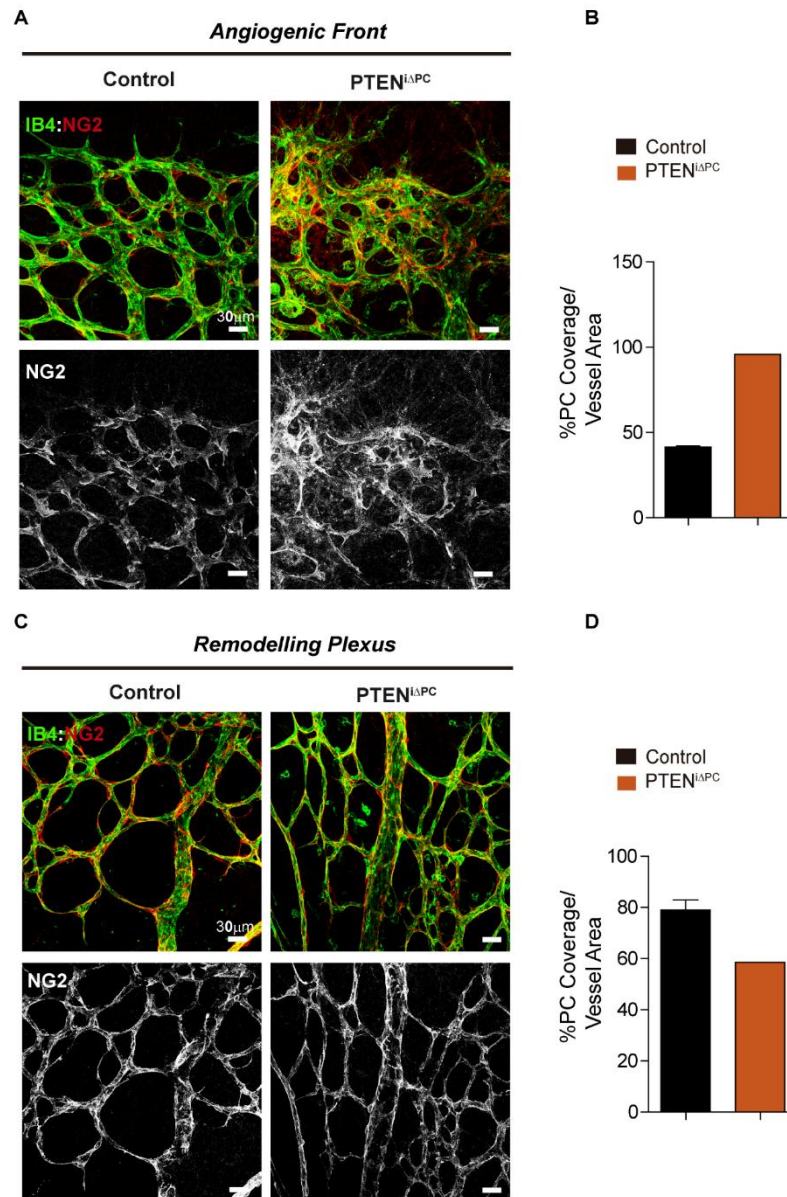 A
Angiogenic Front
Control
PTENiΔPC
IB4:NG2
30μm
NG2
B
Control
PTENiΔPC
%PC Coverage/
Vessel Area
150
100
50
0
C
Remodelling Plexus
Control
PTENiΔPC
IB4:NG2
30μm
NG2
D
Control
PTENiΔPC
%PC Coverage/
Vessel Area
100
80
60
40
20
0